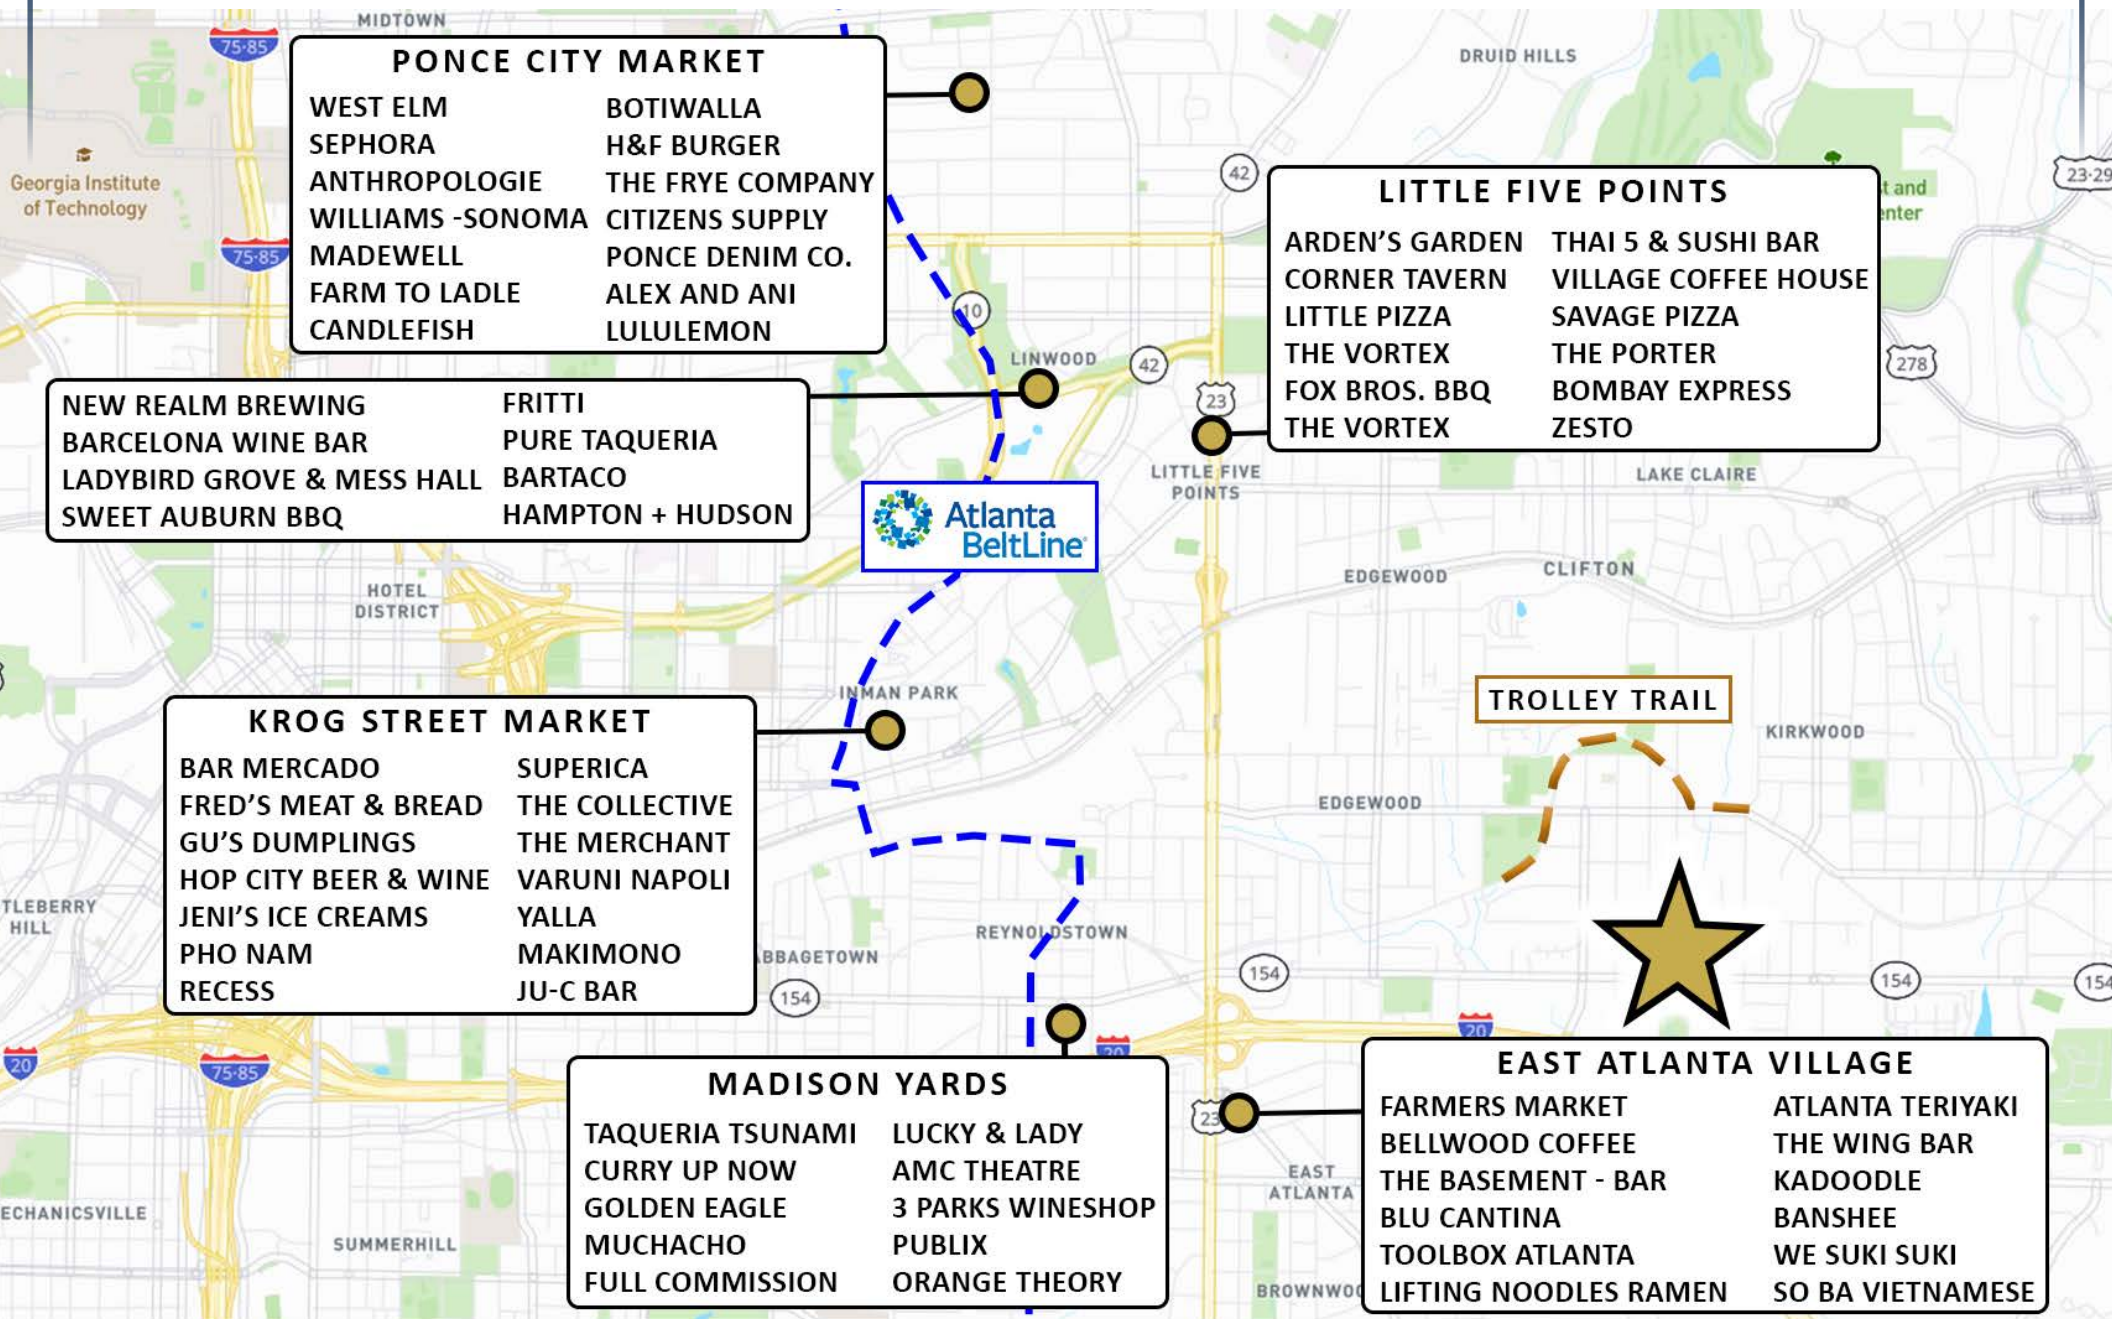 MIDTOWN
75·85
DRUID HILLS
PONCE CITY MARKET
WEST ELM
SEPHORA
ANTHROPOLOGIE
WILLIAMS -SONOMA
MADEWELL
FARM TO LADLE
CANDLEFISH
BOTIWALLA
H&F BURGER
THE FRYE COMPANY
CITIZENS SUPPLY
PONCE DENIM CO.
ALEX AND ANI
LULULEMON
Georgia Institute
of Technology
75·85
42
23·29
st and
enter
LITTLE FIVE POINTS
ARDEN'S GARDEN
CORNER TAVERN
LITTLE PIZZA
THE VORTEX
FOX BROS. BBQ
THE VORTEX
THAI 5 & SUSHI BAR
VILLAGE COFFEE HOUSE
SAVAGE PIZZA
THE PORTER
BOMBAY EXPRESS
ZESTO
10
LINWOOD
42
23
278
NEW REALM BREWING
BARCELONA WINE BAR
LADYBIRD GROVE & MESS HALL
SWEET AUBURN BBQ
FRITTI
PURE TAQUERIA
BARTACO
HAMPTON + HUDSON
LITTLE FIVE
POINTS
LAKE CLAIRE
Atlanta
BeltLine
HOTEL
DISTRICT
EDGEWOOD
CLIFTON
INMAN PARK
TROLLEY TRAIL
KIRKWOOD
KROG STREET MARKET
BAR MERCADO
FRED'S MEAT & BREAD
GU'S DUMPLINGS
HOP CITY BEER & WINE
JENI'S ICE CREAMS
PHO NAM
RECESS
SUPERICA
THE COLLECTIVE
THE MERCHANT
VARUNI NAPOLI
YALLA
MAKIMONO
JU-C BAR
EDGEWOOD
TLEBERRY
HILL
REYNOLDSTOWN
BBAGETOWN
154
154
154
154
20
75·85
20
20
MADISON YARDS
TAQUERIA TSUNAMI
CURRY UP NOW
GOLDEN EAGLE
MUCHACHO
FULL COMMISSION
LUCKY & LADY
AMC THEATRE
3 PARKS WINESHOP
PUBLIX
ORANGE THEORY
23
EAST ATLANTA VILLAGE
FARMERS MARKET
BELLWOOD COFFEE
THE BASEMENT - BAR
BLU CANTINA
TOOLBOX ATLANTA
LIFTING NOODLES RAMEN
ATLANTA TERIYAKI
THE WING BAR
KADOODLE
BANSHEE
WE SUKI SUKI
SO BA VIETNAMESE
EAST
ATLANTA
ECHANICSVILLE
SUMMERHILL
BROWNWO